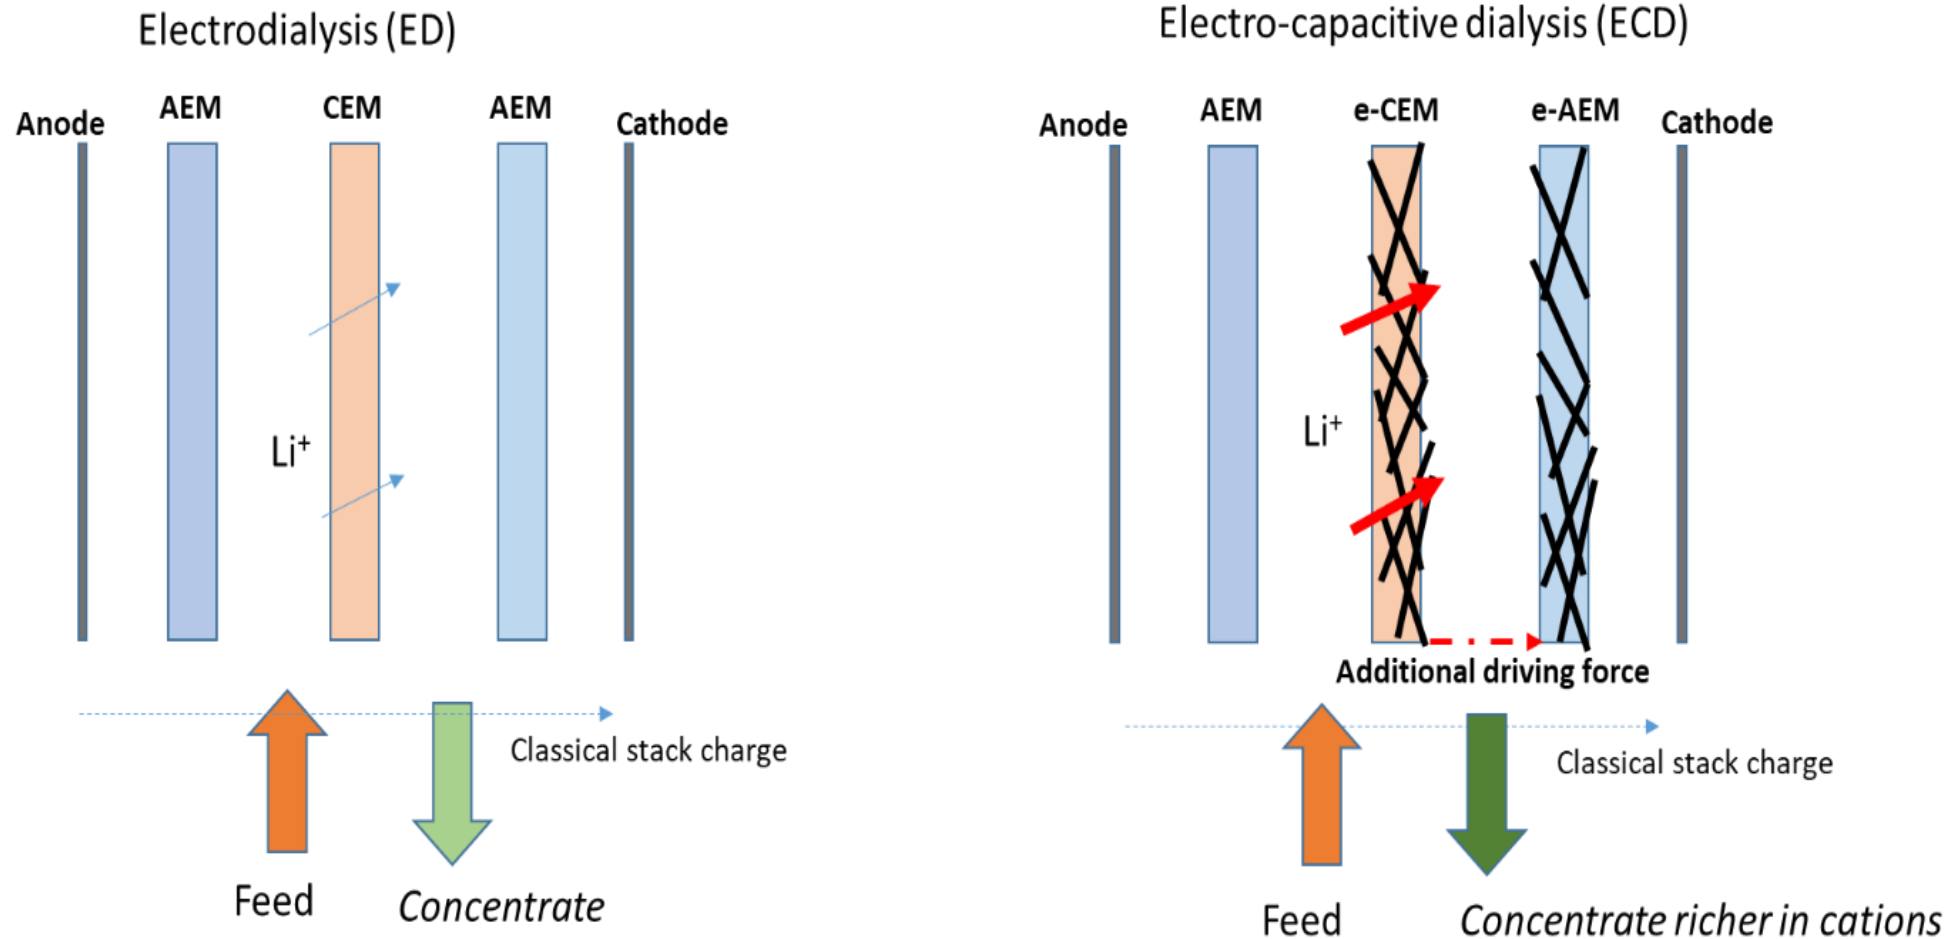 Electrodialysis (ED)
Anode
AEM
CEM
AEM
Cathode
Li⁺
Classical stack charge
Feed
Concentrate
Electro-capacitive dialysis (ECD)
Anode
AEM
e-CEM
e-AEM
Cathode
Li⁺
Additional driving force
Classical stack charge
Feed
Concentrate richer in cations